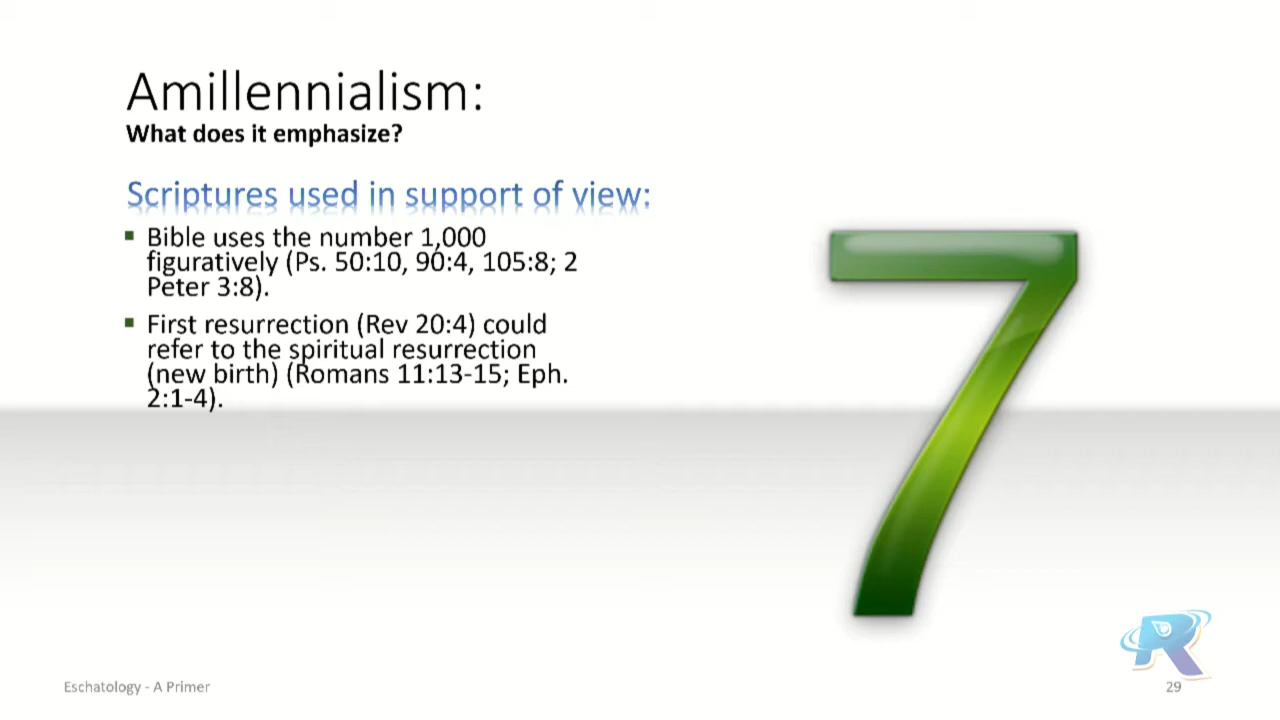 Amillennialism:
What does it emphasize?
Scriptures used in support of view:
▪ Bible uses the number 1,000
figuratively (Ps. 50:10, 90:4, 105:8; 2
Peter 3:8).
▪ First resurrection (Rev 20:4) could
refer to the spiritual resurrection
(new birth) (Romans 11:13-15; Eph.
2:1-4).
7
R
Eschatology - A Primer
29